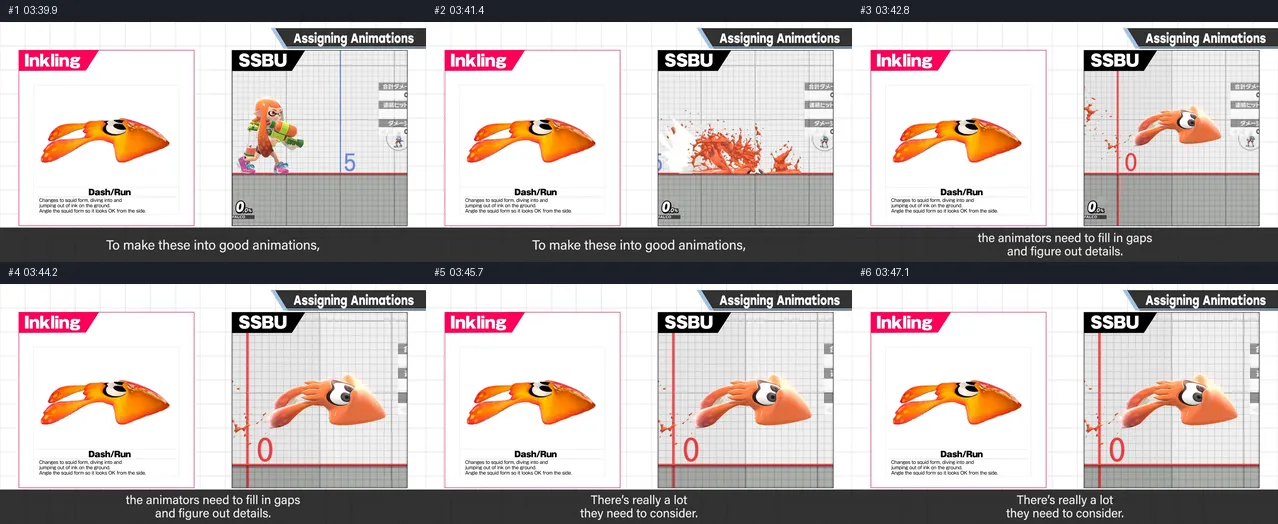 #1 03:39.9
Assigning Animations
Inkling
SSBU
5
Dash/Run
Changes to squid form, diving into and
jumping out of ink on the ground.
Angle the squid form so it looks OK from the side.
0
To make these into good animations,
#2 03:41.4
Assigning Animations
Inkling
SSBU
5
Dash/Run
Changes to squid form, diving into and
jumping out of ink on the ground.
Angle the squid form so it looks OK from the side.
0
To make these into good animations,
#3 03:42.8
Assigning Animations
Inkling
SSBU
0
Dash/Run
Changes to squid form, diving into and
jumping out of ink on the ground.
Angle the squid form so it looks OK from the side.
0
the animators need to fill in gaps
and figure out details.
#4 03:44.2
Assigning Animations
Inkling
SSBU
0
Dash/Run
Changes to squid form, diving into and
jumping out of ink on the ground.
Angle the squid form so it looks OK from the side.
the animators need to fill in gaps
and figure out details.
#5 03:45.7
Assigning Animations
Inkling
SSBU
0
Dash/Run
Changes to squid form, diving into and
jumping out of ink on the ground.
Angle the squid form so it looks OK from the side.
There's really a lot
they need to consider.
#6 03:47.1
Assigning Animations
Inkling
SSBU
0
Dash/Run
Changes to squid form, diving into and
jumping out of ink on the ground.
Angle the squid form so it looks OK from the side.
There's really a lot
they need to consider.